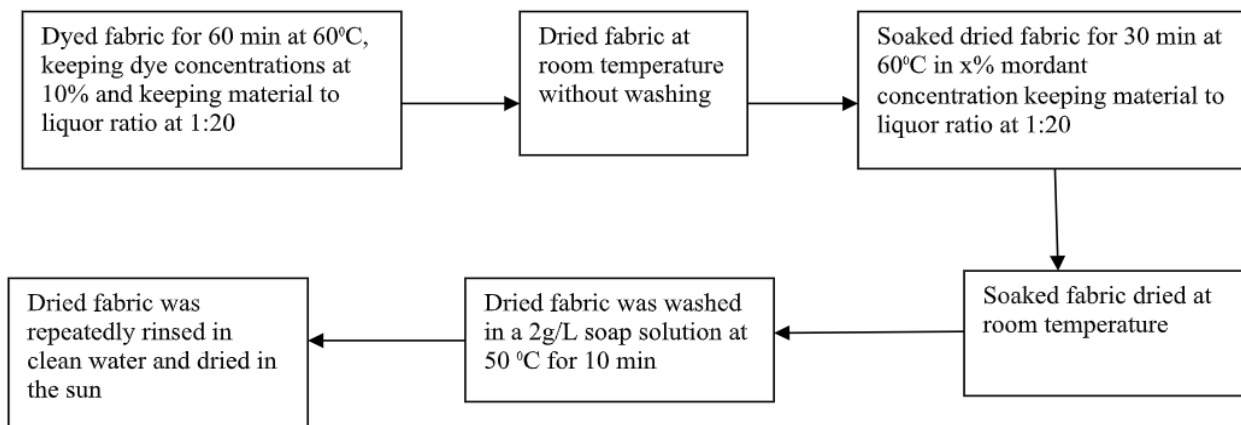 Dyed fabric for 60 min at 60⁰C,
keeping dye concentrations at
10% and keeping material to
liquor ratio at 1:20
Dried fabric at
room temperature
without washing
Soaked dried fabric for 30 min at
60⁰C in x% mordant
concentration keeping material to
liquor ratio at 1:20
Soaked fabric dried at
room temperature
Dried fabric was washed
in a 2g/L soap solution at
50 ⁰C for 10 min
Dried fabric was
repeatedly rinsed in
clean water and dried in
the sun